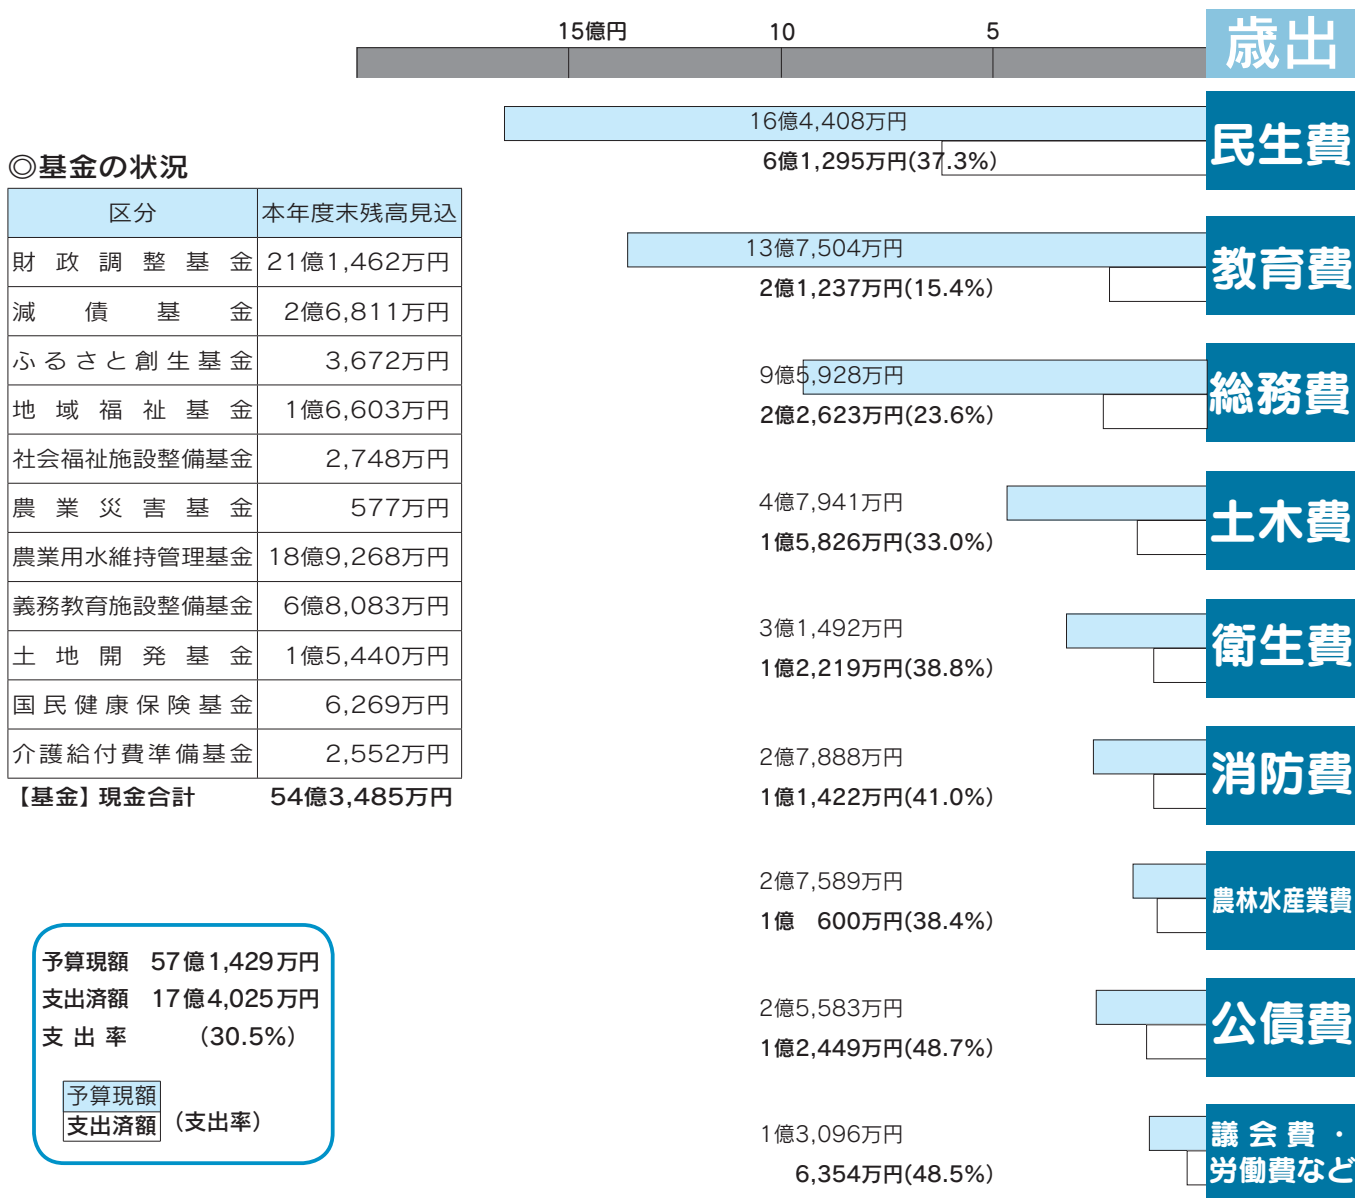 15億円 10 5 歳出
16億4,408万円
6億1,295万円(37.3%)
民生費
13億7,504万円
2億1,237万円(15.4%)
教育費
9億5,928万円
2億2,623万円(23.6%)
総務費
4億7,941万円
1億5,826万円(33.0%)
土木費
3億1,492万円
1億2,219万円(38.8%)
衛生費
2億7,888万円
1億1,422万円(41.0%)
消防費
2億7,589万円
1億 600万円(38.4%)
農林水産業費
2億5,583万円
1億2,449万円(48.7%)
公債費
1億3,096万円
6,354万円(48.5%)
議会費・
労働費など
◎基金の状況
区分 本年度末残高見込
財政調整基金 21億1,462万円
減債基金 2億6,811万円
ふるさと創生基金 3,672万円
地域福祉基金 1億6,603万円
社会福祉施設整備基金 2,748万円
農業災害基金 577万円
農業用水維持管理基金 18億9,268万円
義務教育施設整備基金 6億8,083万円
土地開発基金 1億5,440万円
国民健康保険基金 6,269万円
介護給付費準備基金 2,552万円
【基金】現金合計 54億3,485万円
予算現額 57億1,429万円
支出済額 17億4,025万円
支出率 (30.5%)
予算現額
支出済額 (支出率)